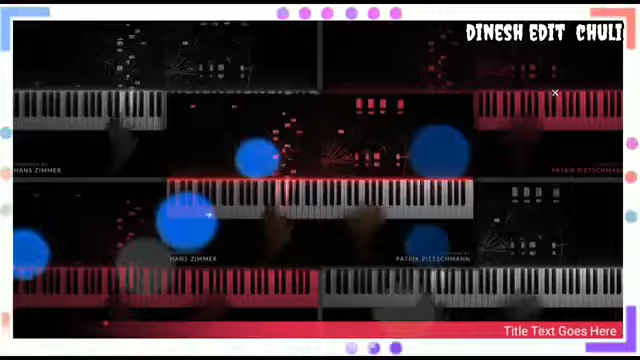 DINESH EDIT CHULI
HANS ZIMMER
PATRIK PIETSCHMANN
HANS ZIMMER
PATRIK PIETSCHMANN
Title Text Goes Here